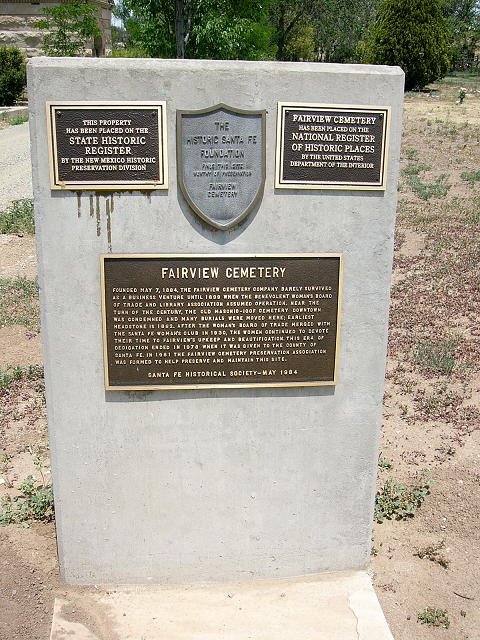 THIS PROPERTY
HAS BEEN PLACED ON THE
STATE HISTORIC
REGISTER
BY THE NEW MEXICO HISTORIC
PRESERVATION DIVISION
THE
HISTORIC SANTA FE
FOUNDATION
FINDS THIS
WORTHY OF PRESERVATION
FAIRVIEW
CEMETERY
FAIRVIEW CEMETERY
HAS BEEN PLACED ON THE
NATIONAL REGISTER
OF HISTORIC PLACES
BY THE UNITED STATES
DEPARTMENT OF THE INTERIOR
FAIRVIEW CEMETERY
FOUNDED MAY 7, 1884, THE FAIRVIEW CEMETERY COMPANY BARELY SURVIVED
AS A BUSINESS VENTURE UNTIL 1899 WHEN THE BENEVOLENT WOMAN'S BOARD
OF TRADE AND LIBRARY ASSOCIATION ASSUMED OPERATION. NEAR THE
TURN OF THE CENTURY, THE OLD MASONIC-IOOF CEMETERY DOWNTOWN
WAS CONDEMNED AND MANY BURIALS WERE MOVED HERE; EARLIEST
HEADSTONE IS 1862. AFTER THE WOMAN'S BOARD OF TRADE MERGED WITH
THE SANTA FE WOMAN'S CLUB IN 1930, THE WOMEN CONTINUED TO DEVOTE
THEIR TIME TO FAIRVIEW'S UPKEEP AND BEAUTIFICATION. THIS ERA OF
DEDICATION ENDED IN 1976 WHEN IT WAS GIVEN TO THE COUNTY OF
SANTA FE. IN 1981 THE FAIRVIEW CEMETERY PRESERVATION ASSOCIATION
WAS FORMED TO HELP PRESERVE AND MAINTAIN THIS SITE.
SANTA FE HISTORICAL SOCIETY—MAY 1984